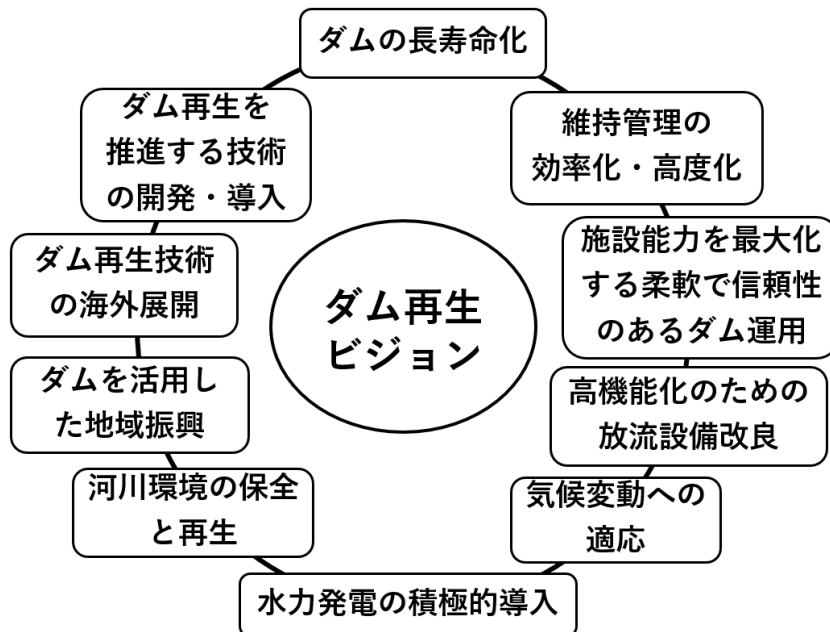 ダムの長寿命化
維持管理の
効率化・高度化
施設能力を最大化
する柔軟で信頼性
のあるダム運用
高機能化のための
放流設備改良
気候変動への
適応
水力発電の積極的導入
河川環境の保全
と再生
ダムを活用し
た地域振興
ダム再生技術
の海外展開
ダム再生を
推進する技術
の開発・導入
ダム再生
ビジョン